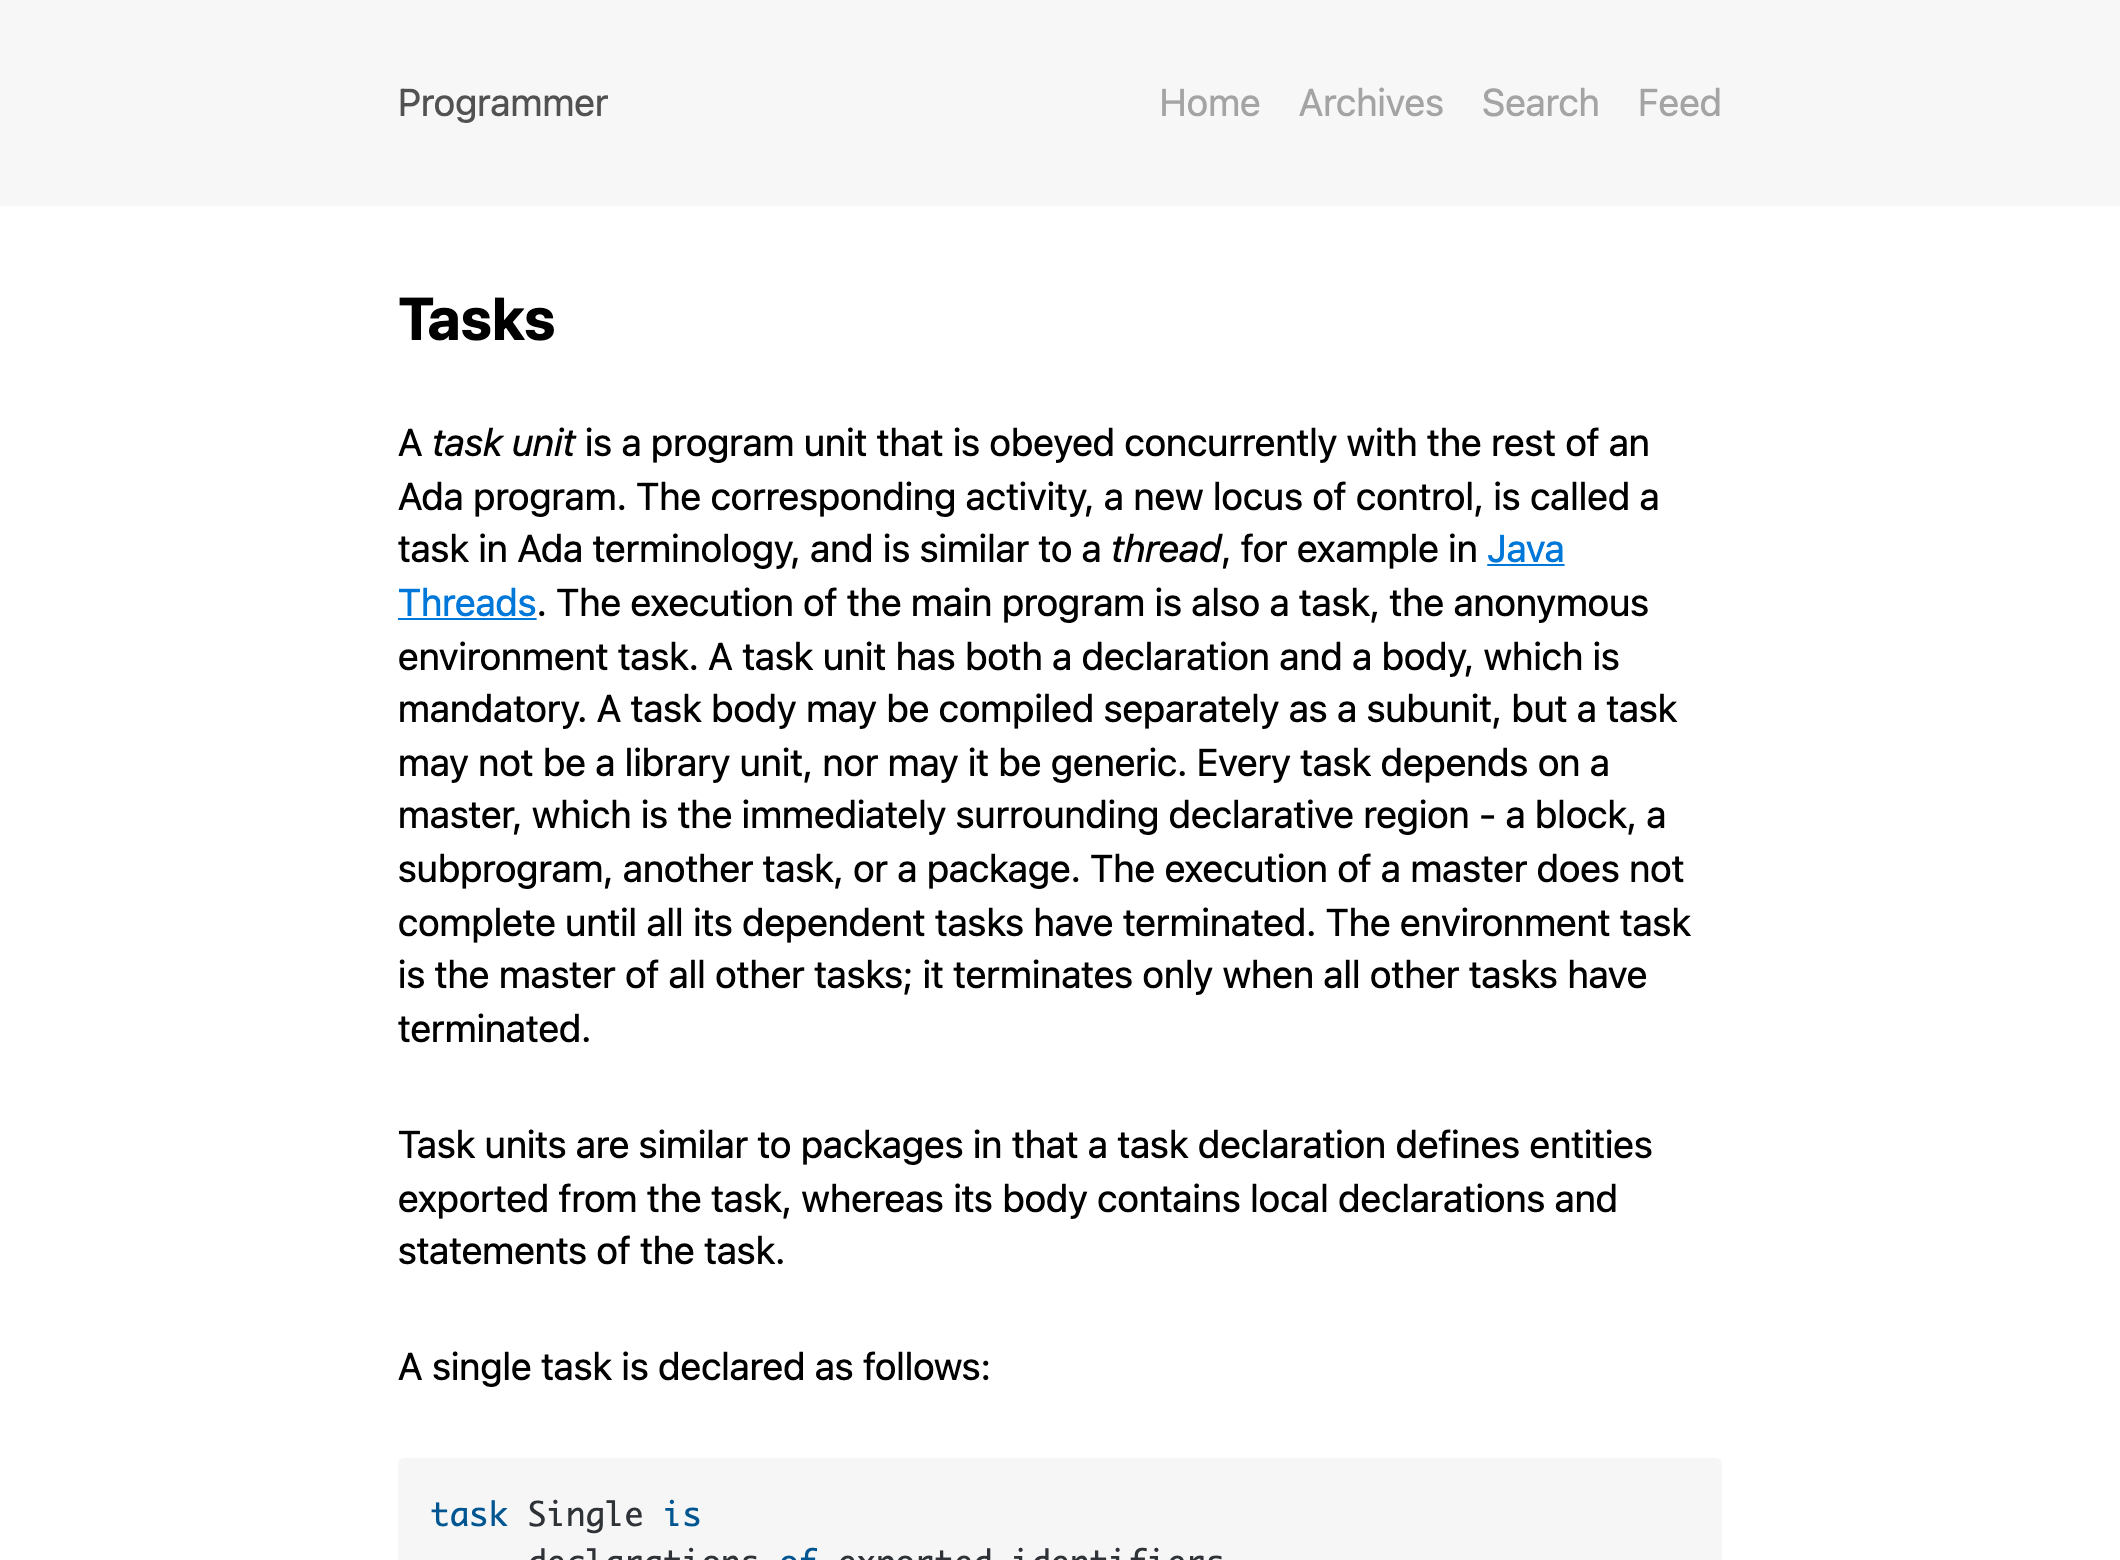 Programmer
Home Archives Search Feed
Tasks
A task unit is a program unit that is obeyed concurrently with the rest of an
Ada program. The corresponding activity, a new locus of control, is called a
task in Ada terminology, and is similar to a thread, for example in Java
Threads. The execution of the main program is also a task, the anonymous
environment task. A task unit has both a declaration and a body, which is
mandatory. A task body may be compiled separately as a subunit, but a task
may not be a library unit, nor may it be generic. Every task depends on a
master, which is the immediately surrounding declarative region - a block, a
subprogram, another task, or a package. The execution of a master does not
complete until all its dependent tasks have terminated. The environment task
is the master of all other tasks; it terminates only when all other tasks have
terminated.
Task units are similar to packages in that a task declaration defines entities
exported from the task, whereas its body contains local declarations and
statements of the task.
A single task is declared as follows:
task Single is
declarations of exported identifiers